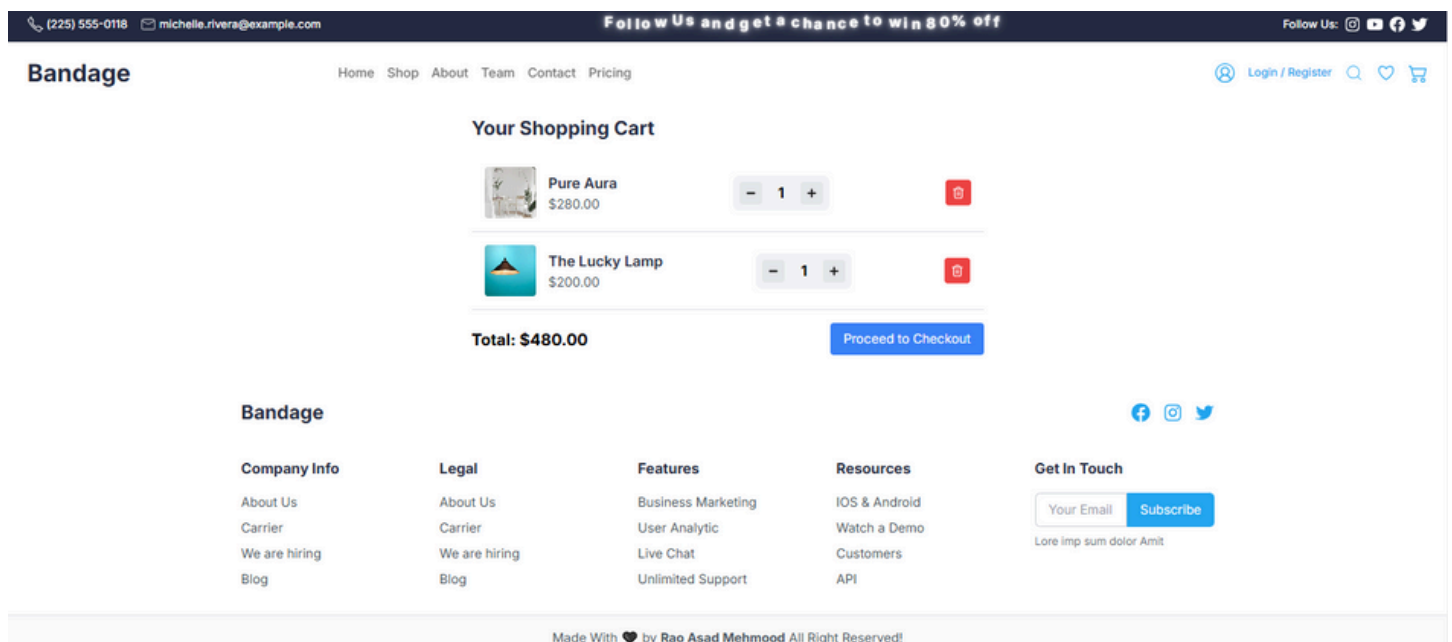 (225) 555-0118 michelle.rivera@example.com Follow Us and get a chance to win 80% off Follow Us:
Bandage Home Shop About Team Contact Pricing Login / Register
Your Shopping Cart
Pure Aura
$280.00
− 1 +
The Lucky Lamp
$200.00
− 1 +
Total: $480.00 Proceed to Checkout
Bandage
Company Info Legal Features Resources Get In Touch
About Us About Us Business Marketing IOS & Android Your Email Subscribe
Carrier Carrier User Analytic Watch a Demo
Lore imp sum dolor Amit
We are hiring We are hiring Live Chat Customers
Blog Blog Unlimited Support API
Made With 🖤 by Rao Asad Mehmood All Right Reserved!